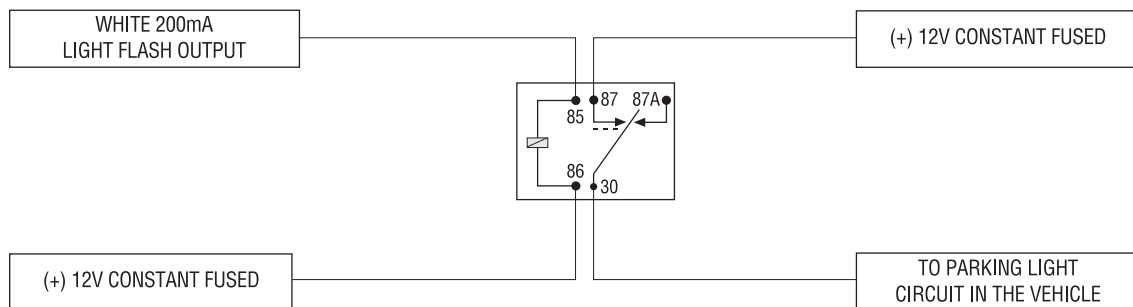 WHITE 200mA
LIGHT FLASH OUTPUT
(+) 12V CONSTANT FUSED
87 87A
85
86
30
(+) 12V CONSTANT FUSED
TO PARKING LIGHT
CIRCUIT IN THE VEHICLE